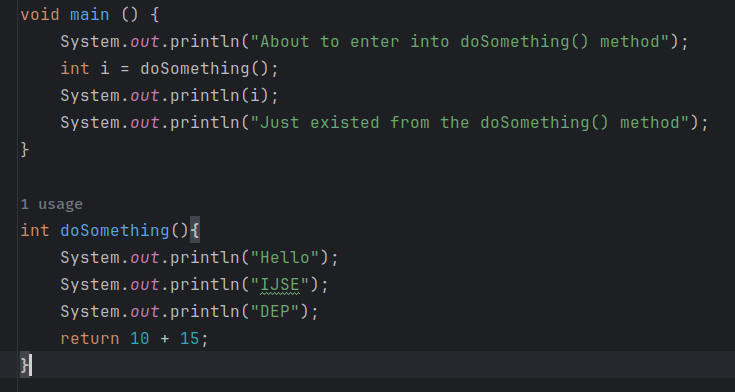 void main () {
    System.out.println("About to enter into doSomething() method");
    int i = doSomething();
    System.out.println(i);
    System.out.println("Just existed from the doSomething() method");
}
1 usage
int doSomething(){
    System.out.println("Hello");
    System.out.println("IJSE");
    System.out.println("DEP");
    return 10 + 15;
}